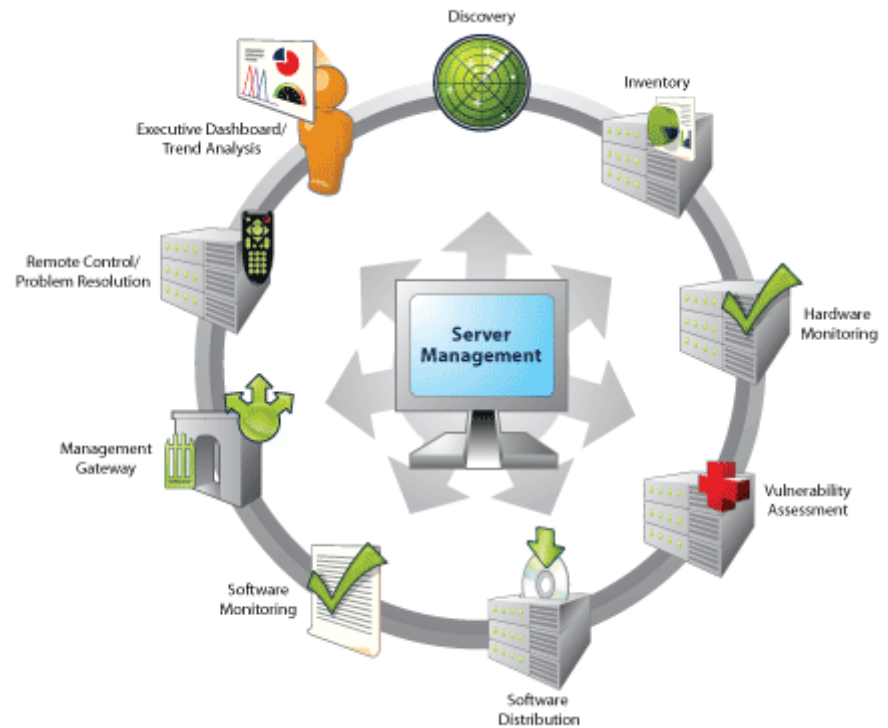 Discovery
Inventory
Executive Dashboard/
Trend Analysis
Remote Control/
Problem Resolution
Server
Management
Hardware
Monitoring
Management
Gateway
Vulnerability
Assessment
Software
Monitoring
Software
Distribution